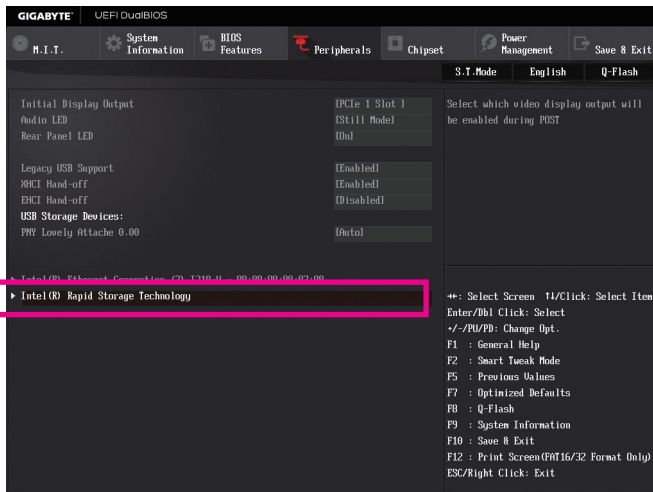 GIGABYTE™ UEFI DualBIOS
M.I.T. System Information BIOS Features Peripherals Chipset Power Management Save & Exit
S.T.Mode English Q-Flash
Initial Display Output [PCIe 1 Slot ]
Audio LED [Still Mode]
Rear Panel LED [On]
Legacy USB Support [Enabled]
XHCI Hand-off [Enabled]
EHCI Hand-off [Disabled]
USB Storage Devices:
PNY Lovely Attache 0.00 [Auto]
Intel(R) Ethernet Connection (2)
Intel(R) Rapid Storage Technology
Select which video display output will
be enabled during POST
: Select Screen ↑↓/Click: Select Item
Enter/Dbl Click: Select
+/-/PU/PD: Change Opt.
F1 : General Help
F2 : Smart Tweak Mode
F5 : Previous Values
F7 : Optimized Defaults
F8 : Q-Flash
F9 : System Information
F10 : Save & Exit
F12 : Print Screen(FAT16/32 Format Only)
ESC/Right Click: Exit